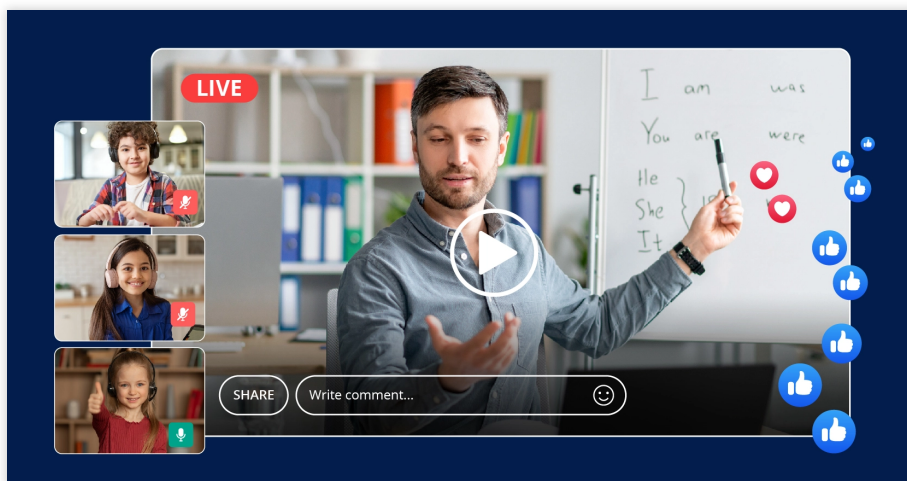 LIVE
I am was
You are were
He
She
It
SHARE
Write comment...